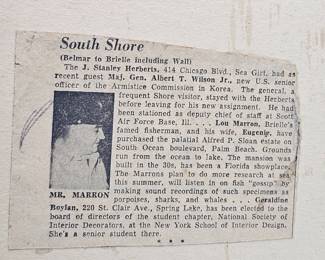 South Shore
(Belmar to Brielle including Wall)
The J. Stanley Herberts, 414 Chicago Blvd., Sea Girt, had as
recent guest Maj. Gen. Albert T. Wilson Jr., new U.S. senior
officer of the Armistice Commission in Korea. The general, a
frequent Shore visitor, stayed with the Herberts
before leaving for his new assignment. He had
been stationed as deputy chief of staff at Scott
Air Force Base, Ill. . . . Lou Marron, Brielle's
famed fisherman, and his wife, Eugenie, have
purchased the palatial Alfred P. Sloan estate on
South Ocean boulevard, Palm Beach. Grounds
run from the ocean to lake. The mansion was
built in the 30s, has been a Florida showplace.
The Marrons plan to do more research at sea
this summer, will listen in on fish "gossip" by
making sound recordings of such specimens as
MR. MARRON
porpoises, sharks, and whales . . . Geraldine
Boylan, 220 St. Clair Ave., Spring Lake, has been elected to the
board of directors of the student chapter, National Society of
Interior Decorators, at the New York School of Interior Design.
She's a senior student there.